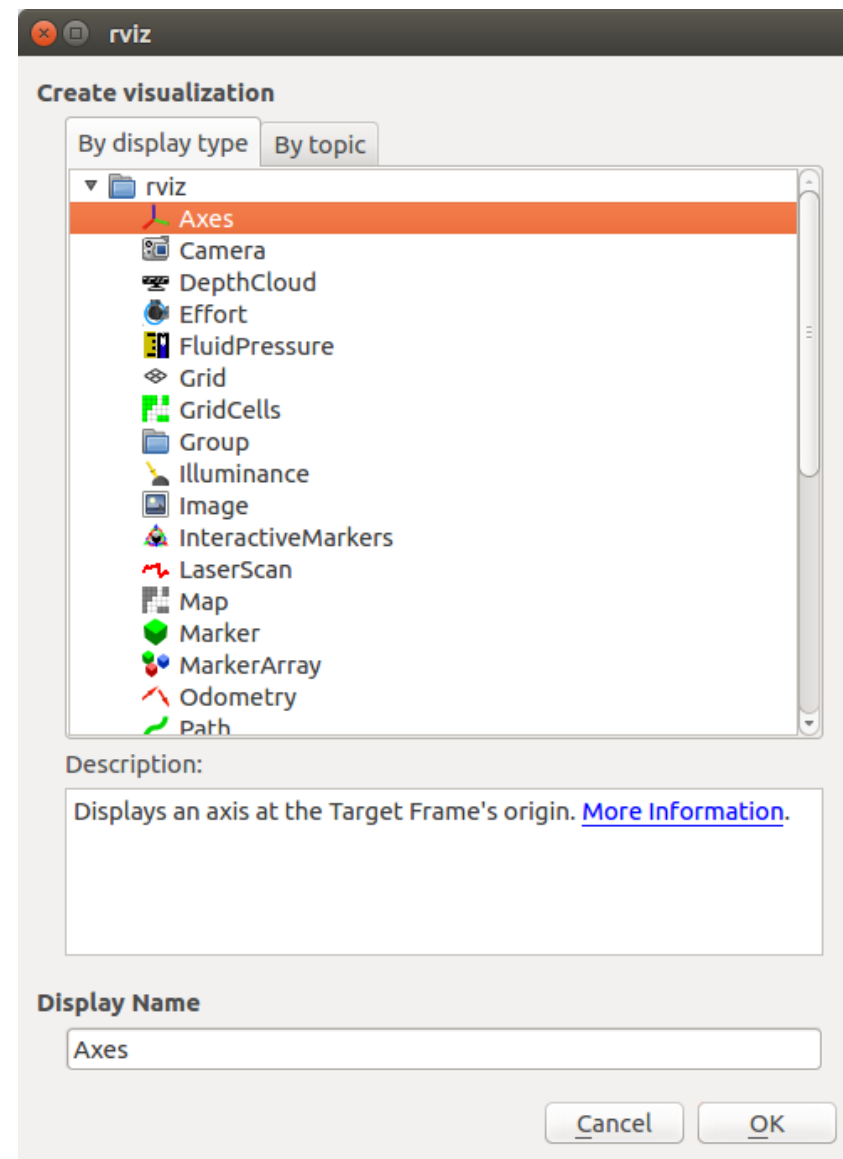 rviz
Create visualization
By display type By topic
rviz
Axes
Camera
DepthCloud
Effort
FluidPressure
Grid
GridCells
Group
Illuminance
Image
InteractiveMarkers
LaserScan
Map
Marker
MarkerArray
Odometry
Path
Description:
Displays an axis at the Target Frame's origin. More Information.
Display Name
Axes
Cancel OK